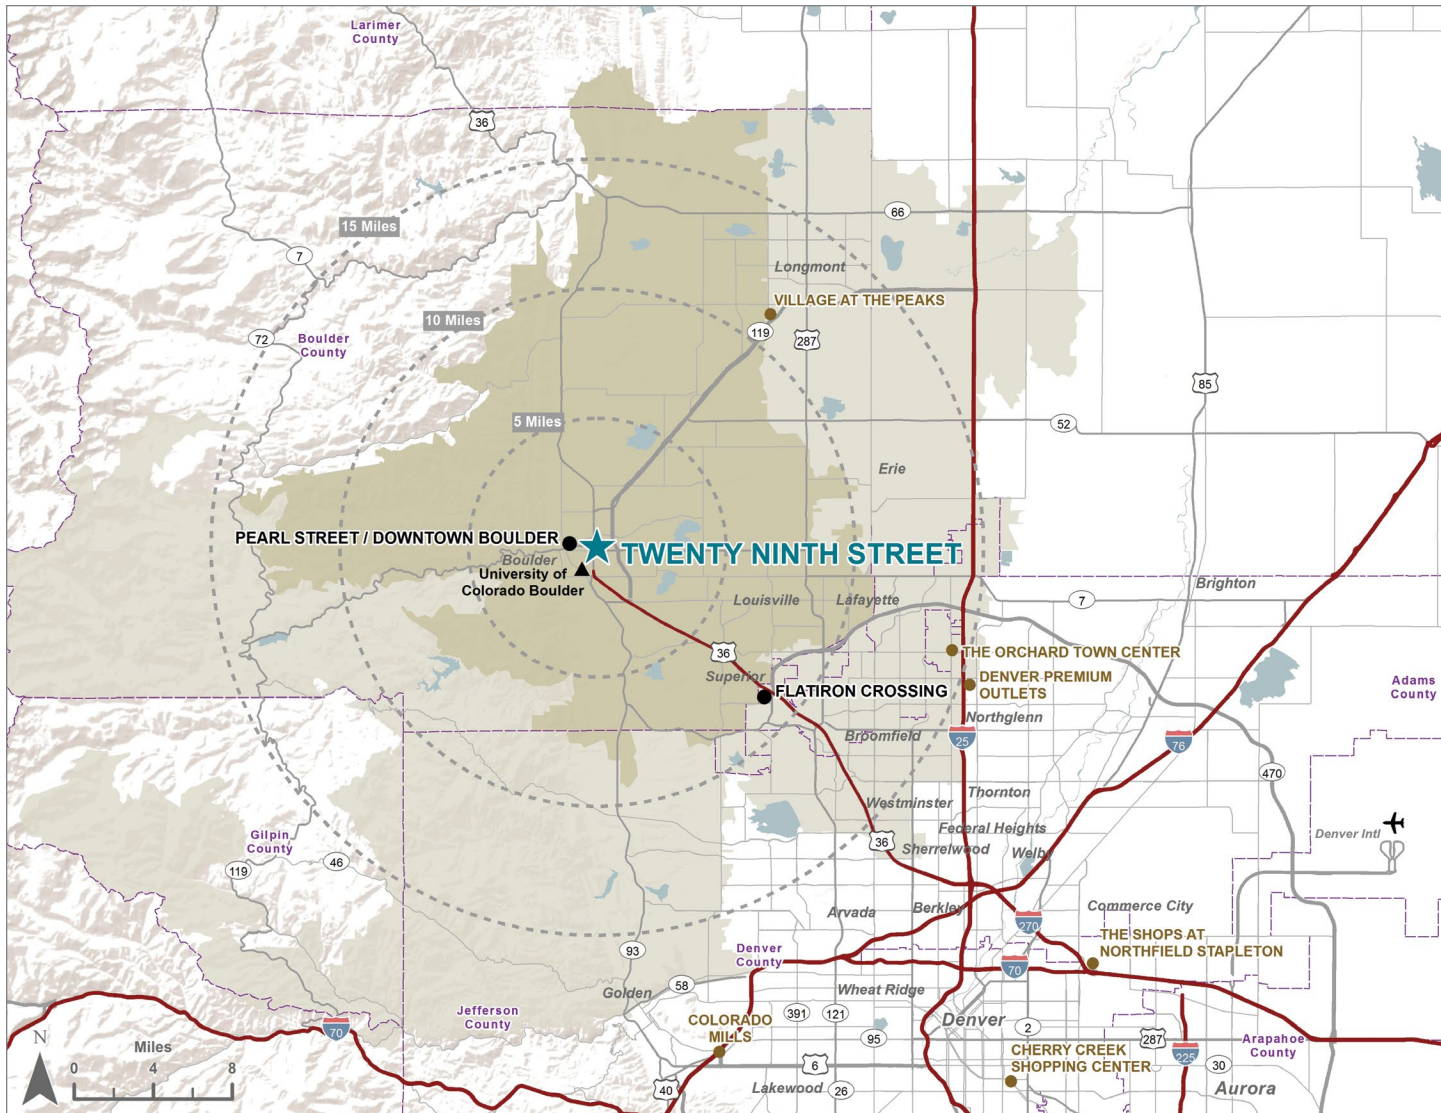 Larimer
County
36
15 Miles
66
7
Longmont
VILLAGE AT THE PEAKS
10 Miles
119
72
Boulder
County
287
85
5 Miles
52
Erie
PEARL STREET / DOWNTOWN BOULDER
TWENTY NINTH STREET
Boulder
University of
Colorado Boulder
Brighton
Louisville
Lafayette
7
36
THE ORCHARD TOWN CENTER
Superior
DENVER PREMIUM
OUTLETS
FLATIRON CROSSING
Adams
County
Northglenn
Broomfield
25
76
470
Thornton
Westminster
Federal Heights
Gilpin
County
36
Sherrelwood
Welby
Denver Intl
46
119
Commerce City
Arvada
Berkley
270
THE SHOPS AT
NORTHFIELD STAPLETON
93
Denver
County
70
58
Wheat Ridge
Golden
Jefferson
County
391
121
Denver
COLORADO
MILLS
2
70
N
95
287
Arapahoe
County
Miles
0
4
8
CHERRY CREEK
SHOPPING CENTER
225
6
30
40
Lakewood
26
Aurora